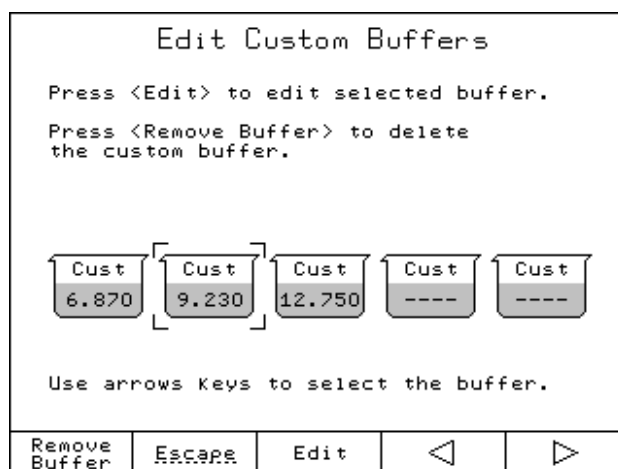 Edit Custom Buffers
Press <Edit> to edit selected buffer.
Press <Remove Buffer> to delete
the custom buffer.
Cust Cust Cust Cust Cust
6.870 9.230 12.750 ---- ----
Use arrows Keys to select the buffer.
Remove
Buffer Escape Edit